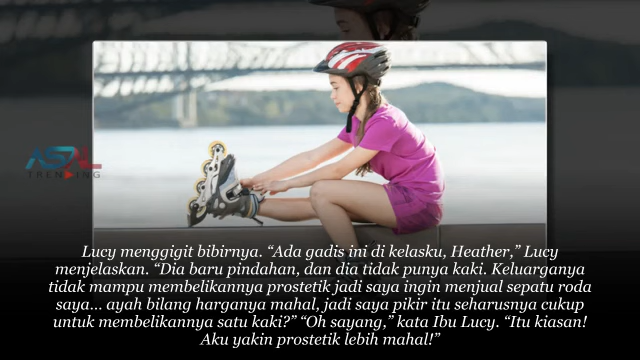 ASAL
TRENDING
Lucy menggigit bibirnya. “Ada gadis ini di kelasku, Heather,” Lucy
menjelaskan. “Dia baru pindahan, dan dia tidak punya kaki. Keluarganya
tidak mampu membelikannya prostetik jadi saya ingin menjual sepatu roda
saya... ayah bilang harganya mahal, jadi saya pikir itu seharusnya cukup
untuk membelikannya satu kaki?” “Oh sayang,” kata Ibu Lucy. “Itu kiasan!
Aku yakin prostetik lebih mahal!”